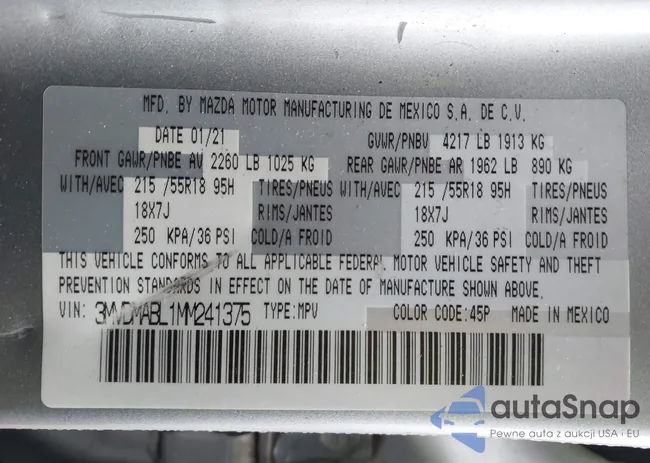 MFD. BY MAZDA MOTOR MANUFACTURING DE MEXICO S.A. DE C.V.
DATE 01/21 GVWR/PNBV 4217 LB 1913 KG
FRONT GAWR/PNBE AV 2260 LB 1025 KG REAR GAWR/PNBE AR 1962 LB 890 KG
WITH/AVEC 215 /55R18 95H TIRES/PNEUS WITH/AVEC 215 /55R18 95H TIRES/PNEUS
18X7J RIMS/JANTES 18X7J RIMS/JANTES
250 KPA/36 PSI COLD/A FROID 250 KPA/36 PSI COLD/A FROID
THIS VEHICLE CONFORMS TO ALL APPLICABLE FEDERAL MOTOR VEHICLE SAFETY AND THEFT
PREVENTION STANDARDS IN EFFECT ON THE DATE OF MANUFACTURE SHOWN ABOVE.
VIN: 3MVDMABL1MM241375 TYPE:MPV COLOR CODE:45P MADE IN MEXICO
autaSnap
Pewne auta z aukcji USA i EU